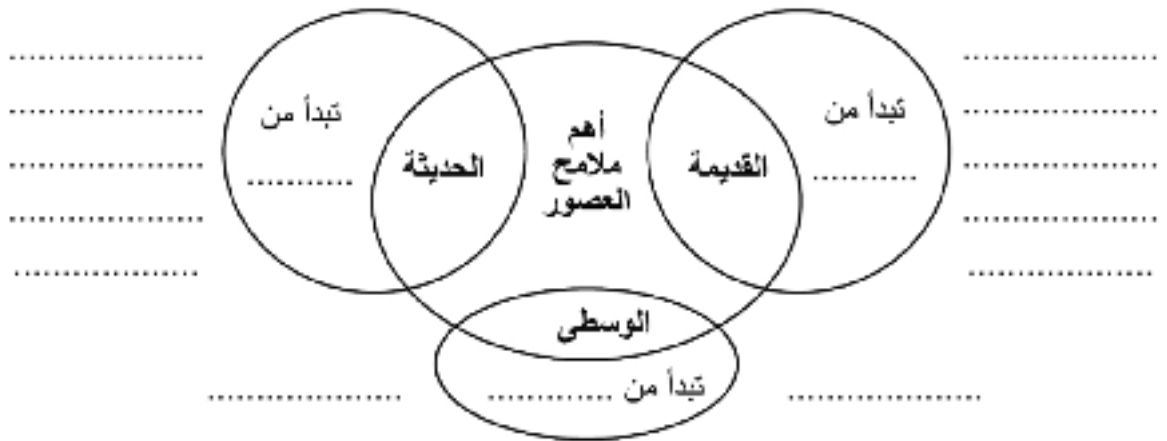 أهم
ملامح
العصور
القديمة
تبدأ من
...........
الحديثة
تبدأ من
...........
الوسطى
تبدأ من .............